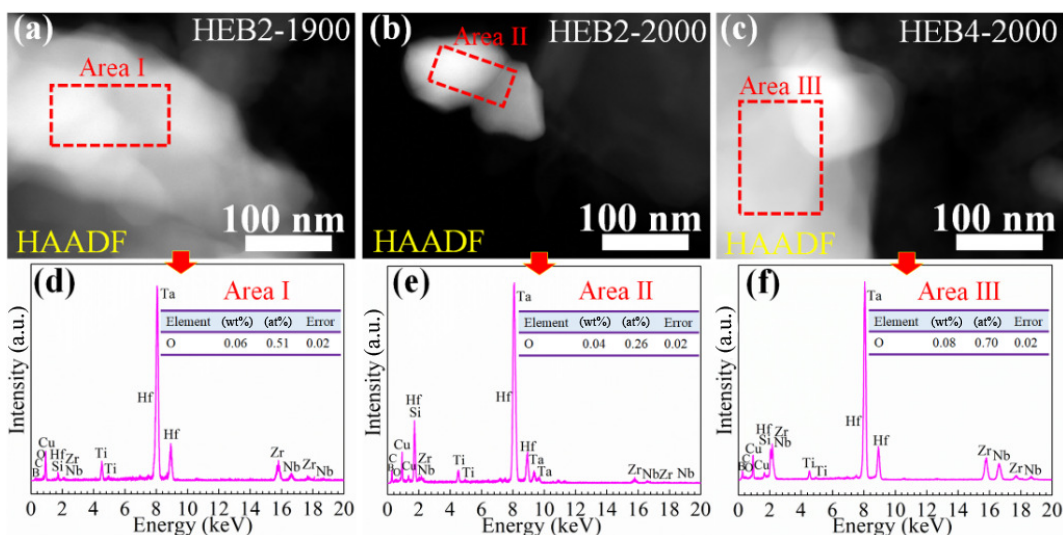 (a) HEB2-1900
Area I
100 nm
HAADF
(b) HEB2-2000
Area II
100 nm
HAADF
(c) HEB4-2000
Area III
100 nm
HAADF
(d) Area I
Ta
Element (wt%) (at%) Error
O 0.06 0.51 0.02
Hf
Hf
Cu
O
C
B
Hf Zr
Si Nb
Ti
Ti
Zr
Nb
Zr
Nb
0 2 4 6 8 10 12 14 16 18 20
Energy (keV)
Intensity (a.u.)
(e) Area II
Ta
Element (wt%) (at%) Error
O 0.04 0.26 0.02
Hf
Hf
Si
Cu
C
B O Cu
Zr
Nb
Ti
Ti
Hf
Ta
Ta
Zr Nb Zr Nb
0 2 4 6 8 10 12 14 16 18 20
Energy (keV)
Intensity (a.u.)
(f) Area III
Ta
Element (wt%) (at%) Error
O 0.08 0.70 0.02
Hf
Hf
Hf Zr
Si Nb
Cu
C
B O Cu
Ti
Ti
Zr
Nb
Zr
Nb
0 2 4 6 8 10 12 14 16 18 20
Energy (keV)
Intensity (a.u.)